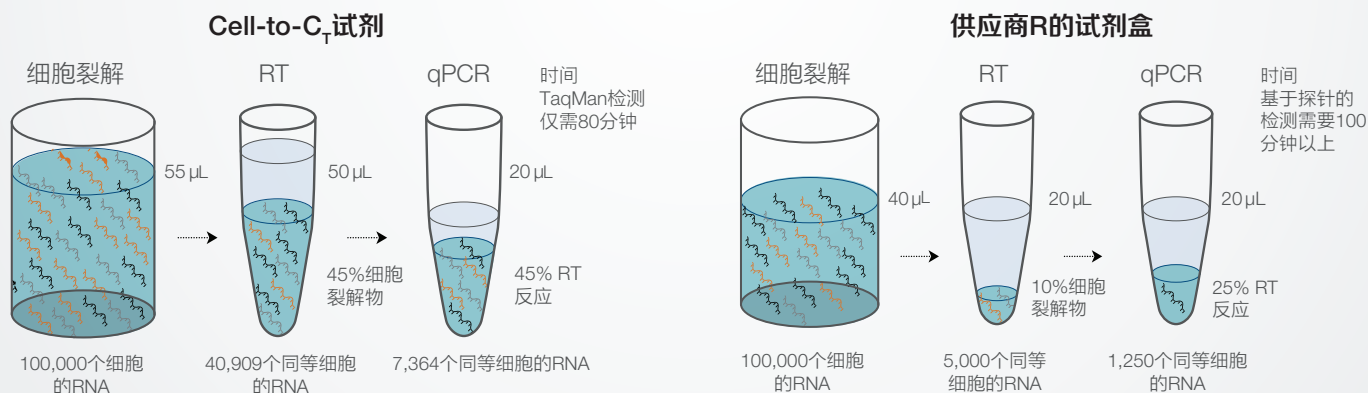 Cell-to-CT试剂
细胞裂解
RT
qPCR
时间
TaqMan检测
仅需80分钟
55 µL
50 µL
20 µL
45%细胞
裂解物
45% RT
反应
100,000个细胞
的RNA
40,909个同等细胞
的RNA
7,364个同等细胞的RNA
供应商R的试剂盒
细胞裂解
RT
qPCR
时间
基于探针的
检测需要100
分钟以上
40 µL
20 µL
20 µL
10%细胞
裂解物
25% RT
反应
100,000个细胞
的RNA
5,000个同等
细胞的RNA
1,250个同等细胞
的RNA